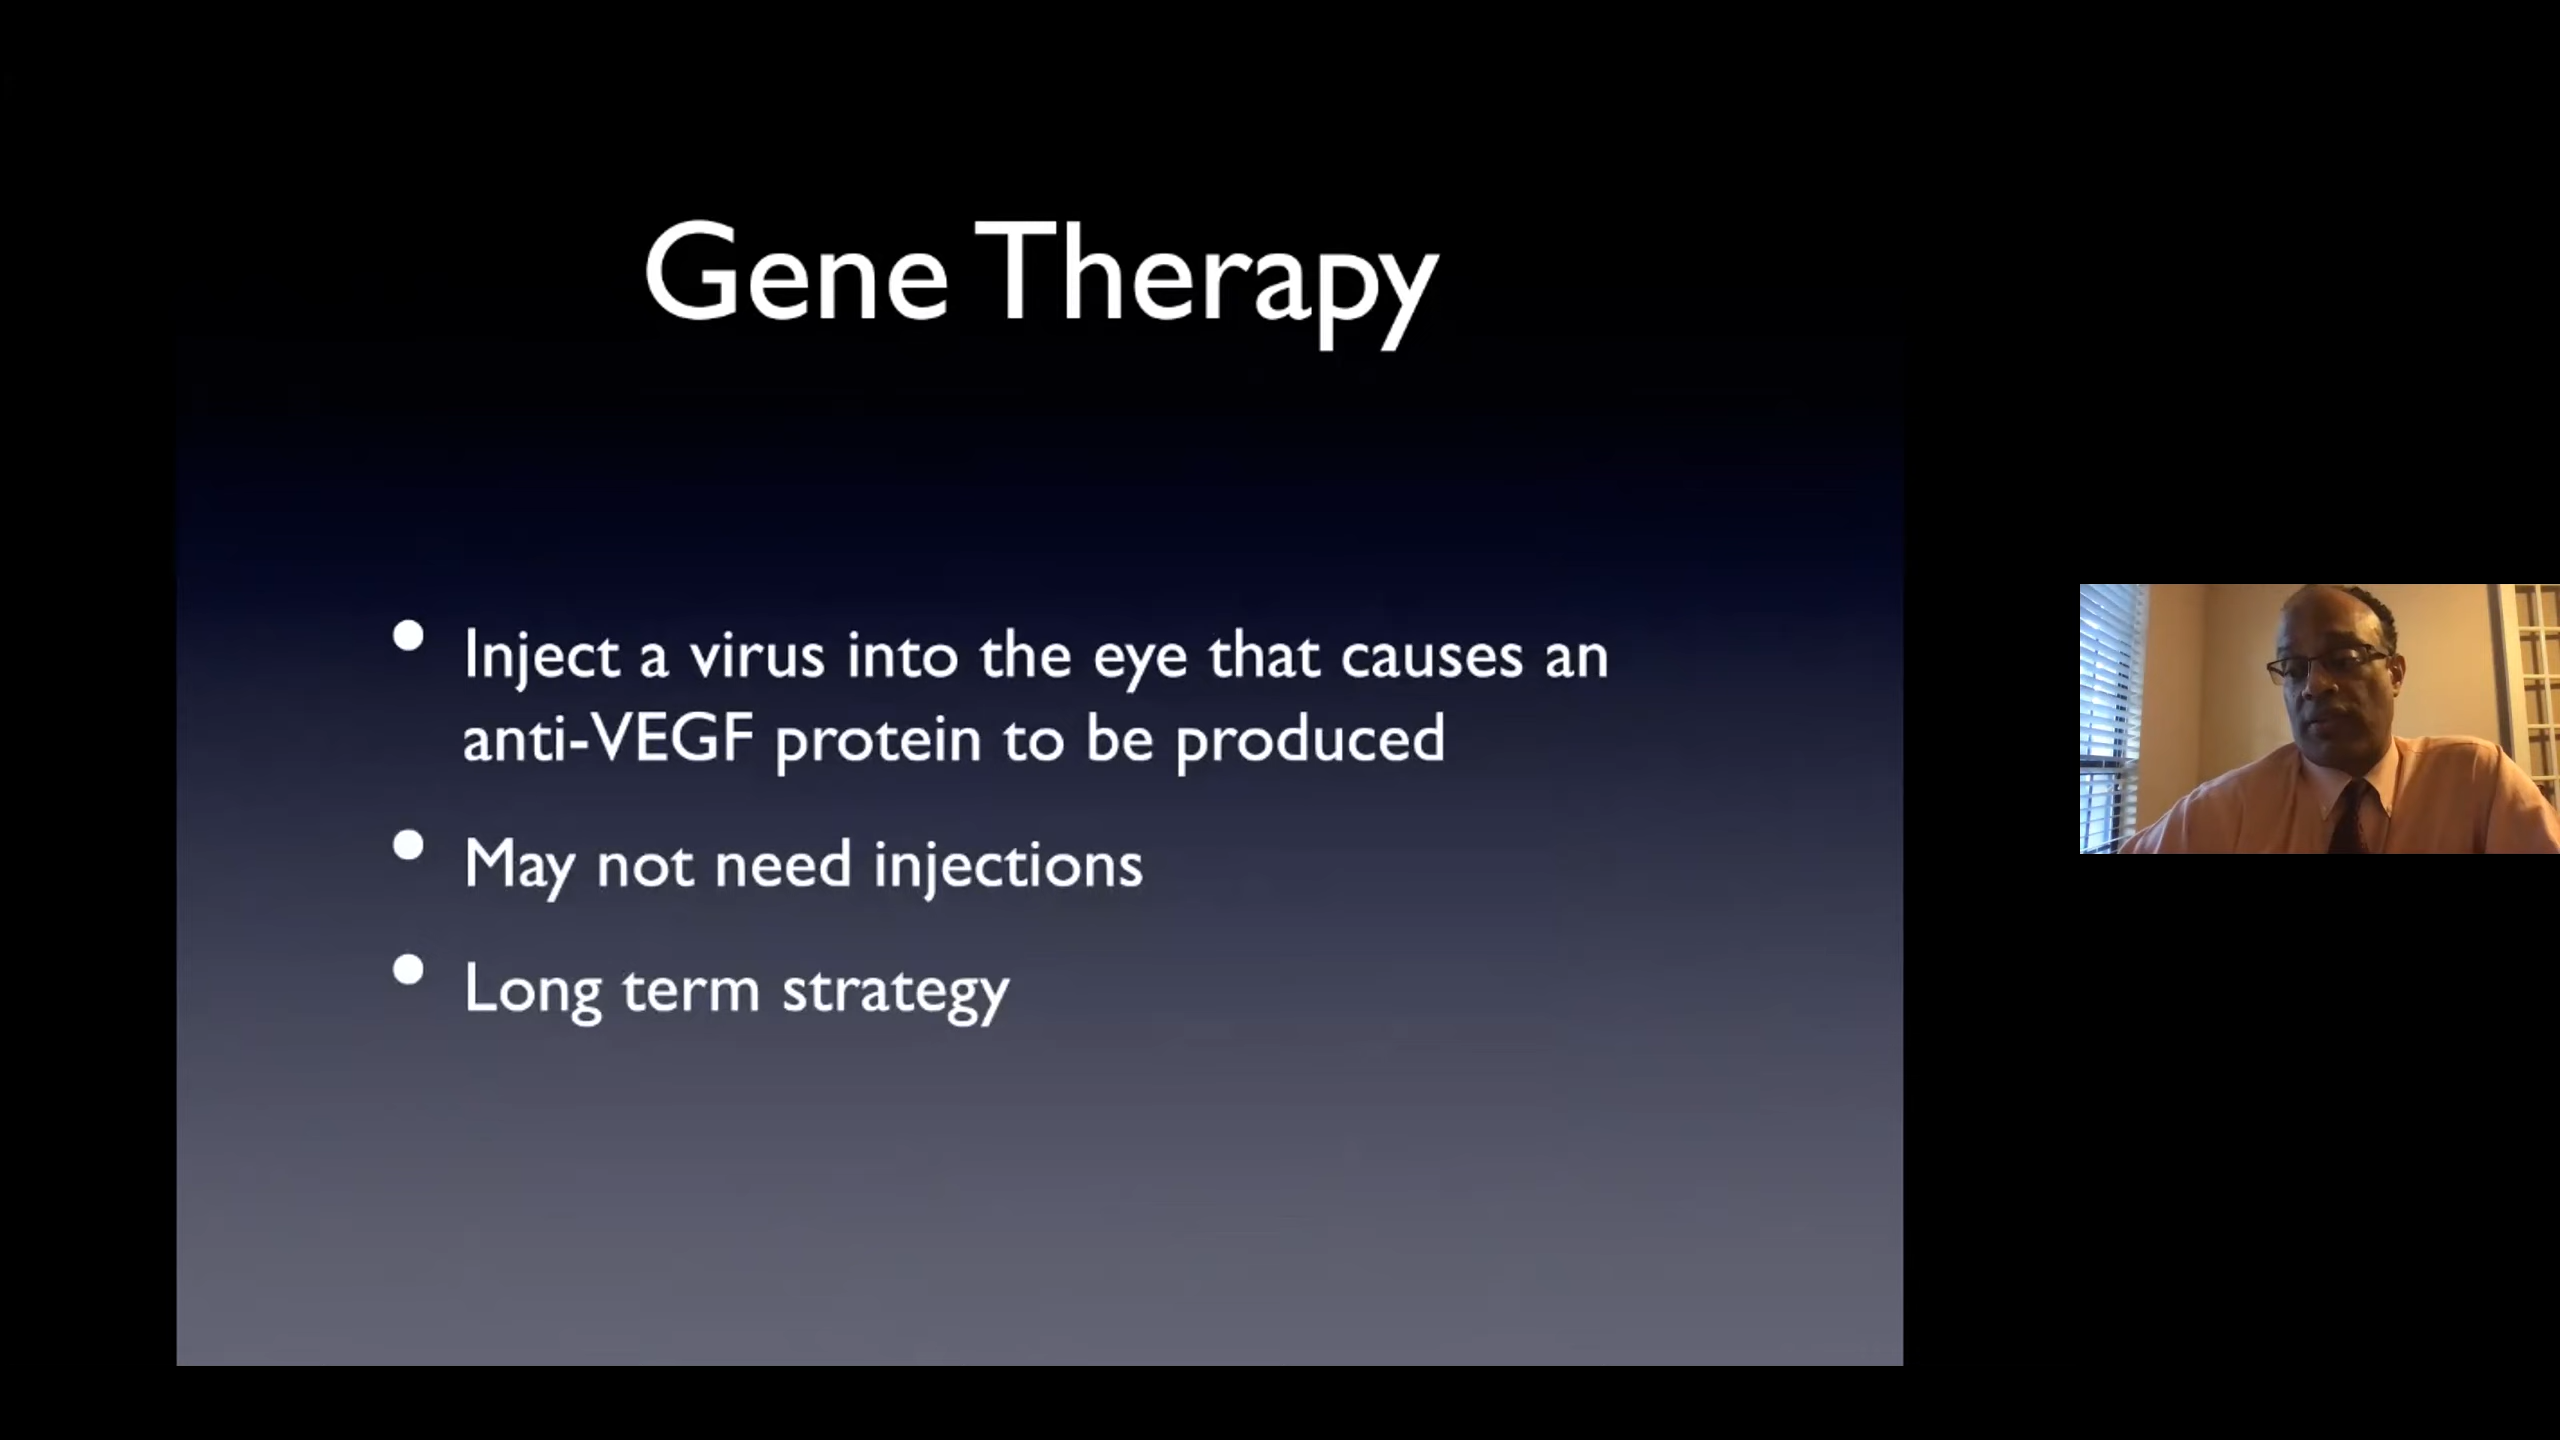 Gene Therapy
• Inject a virus into the eye that causes an
anti-VEGF protein to be produced
• May not need injections
• Long term strategy